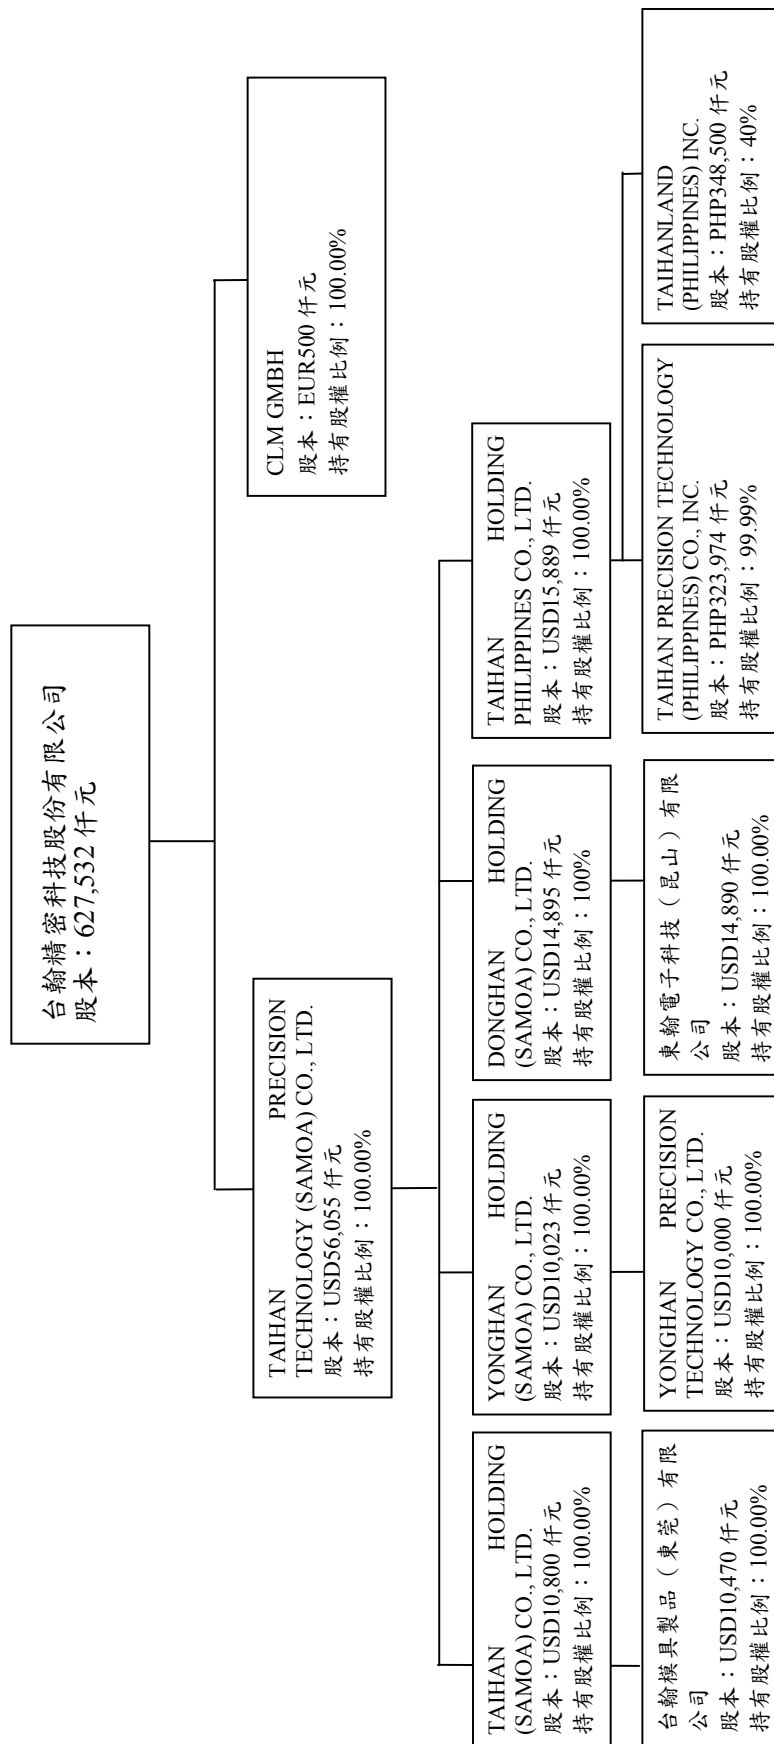 台翰精密科技股份有限公司
股本：627,532 仟元
TAIHAN PRECISION
TECHNOLOGY (SAMOA) CO., LTD.
股本：USD56,055 仟元
持有股權比例：100.00%
CLM GMBH
股本：EUR500 仟元
持有股權比例：100.00%
TAIHAN HOLDING
(SAMOA) CO., LTD.
股本：USD10,800 仟元
持有股權比例：100.00%
YONGHAN HOLDING
(SAMOA) CO., LTD.
股本：USD10,023 仟元
持有股權比例：100.00%
DONGHAN HOLDING
(SAMOA) CO., LTD.
股本：USD14,895 仟元
持有股權比例：100%
TAIHAN HOLDING
PHILIPPINES CO., LTD.
股本：USD15,889 仟元
持有股權比例：100.00%
台翰模具製品（東莞）有限
公司
股本：USD10,470 仟元
持有股權比例：100.00%
YONGHAN PRECISION
TECHNOLOGY CO., LTD.
股本：USD10,000 仟元
持有股權比例：100.00%
東翰電子科技（昆山）有限
公司
股本：USD14,890 仟元
持有股權比例：100.00%
TAIHAN PRECISION TECHNOLOGY
(PHILIPPINES) CO., INC.
股本：PHP323,974 仟元
持有股權比例：99.99%
TAIHANLAND
(PHILIPPINES) INC.
股本：PHP348,500 仟元
持有股權比例：40%